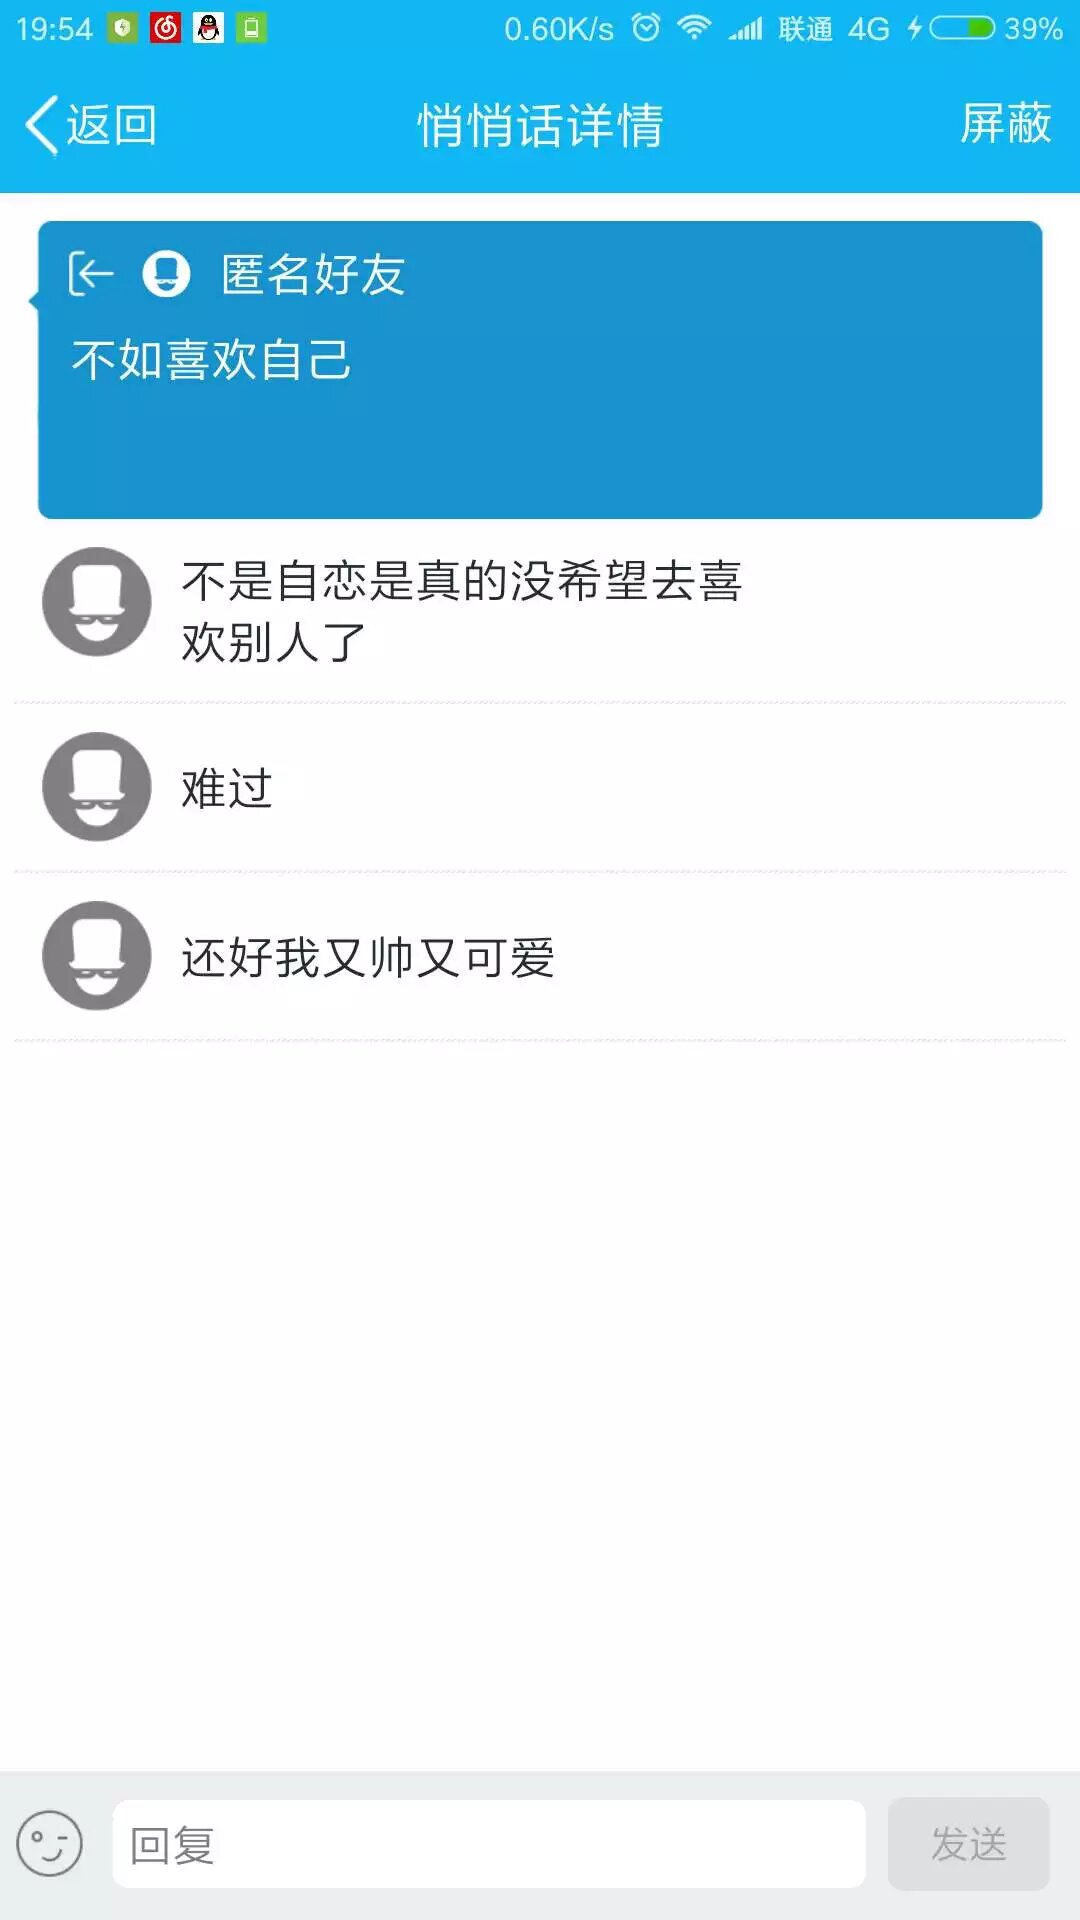 19:54 0.60K/s 联通 4G 39%
返回 悄悄话详情 屏蔽
匿名好友
不如喜欢自己
不是自恋是真的没希望去喜
欢别人了
难过
还好我又帅又可爱
回复 发送